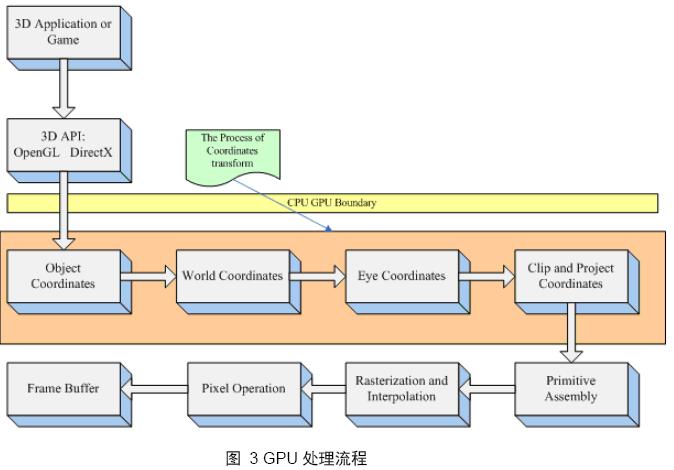 3D Application or
Game
3D API:
OpenGL DirectX
The Process of
Coordinates
transform
CPU GPU Boundary
Object
Coordinates
World Coordinates
Eye Coordinates
Clip and Project
Coordinates
Frame Buffer
Pixel Operation
Rasterization and
Interpolation
Primitive
Assembly
图 3 GPU 处理流程